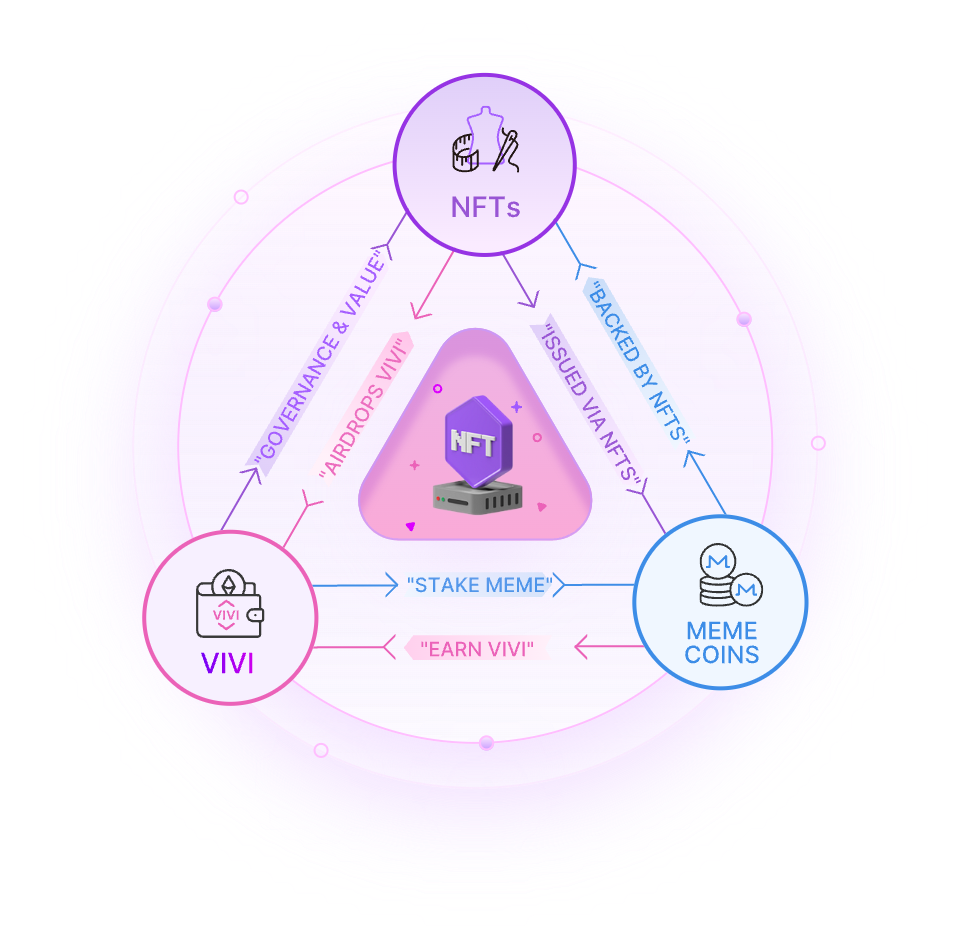 NFTs
"GOVERNANCE & VALUE"
"AIRDROPS VIVI"
"ISSUED VIA NFTS"
"BACKED BY NFTS"
NFT
VIVI
VIVI
"STAKE MEME"
"EARN VIVI"
MEME
COINS